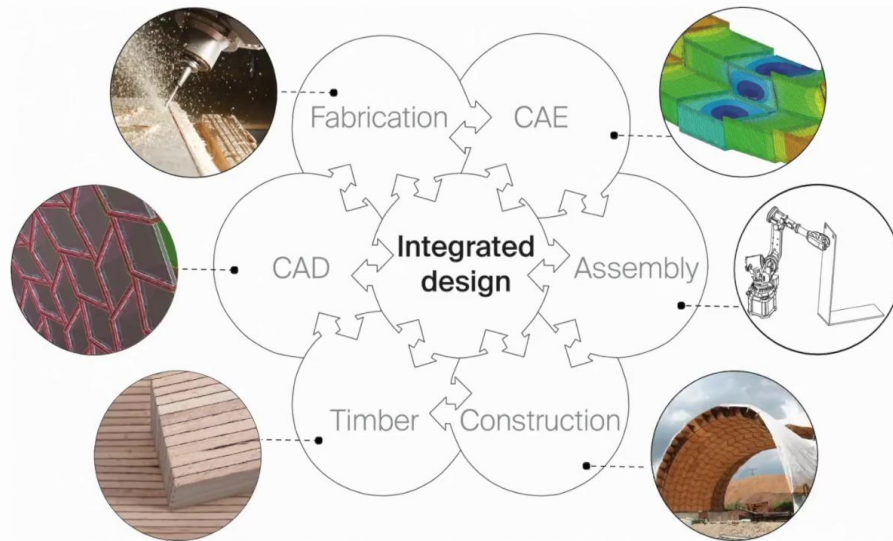 Fabrication
CAE
CAD
Integrated
design
Assembly
Timber
Construction